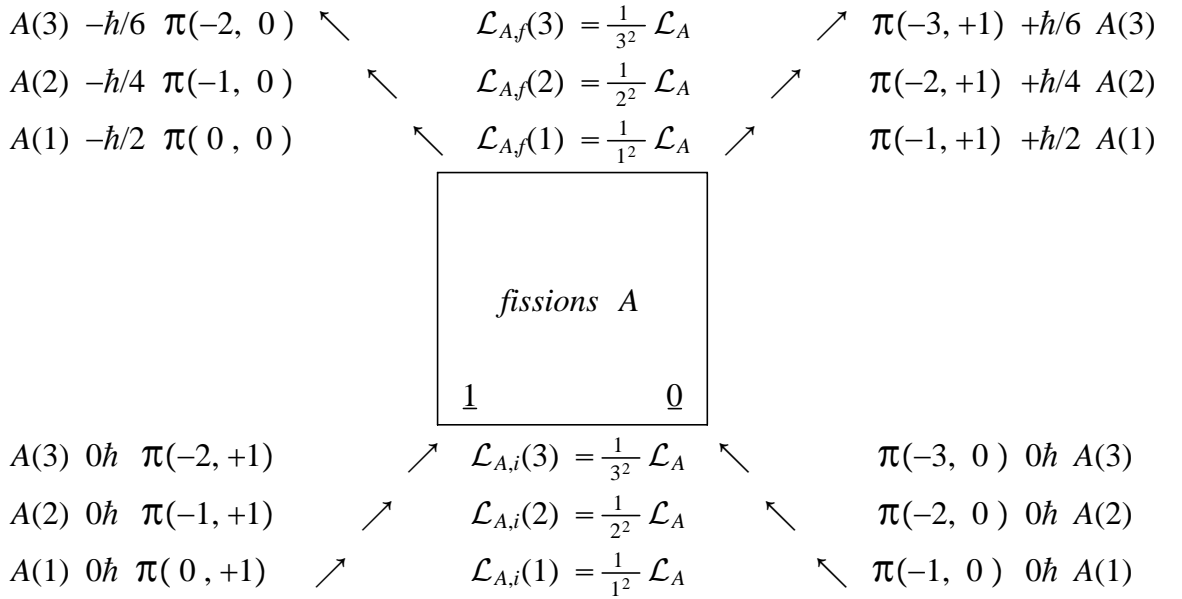 A(3) –ħ/6 π(–2, 0 ) ↖ ℒ_{A,f}(3) = 1/3² ℒ_A ↗ π(–3, +1) +ħ/6 A(3)
A(2) –ħ/4 π(–1, 0 ) ↖ ℒ_{A,f}(2) = 1/2² ℒ_A ↗ π(–2, +1) +ħ/4 A(2)
A(1) –ħ/2 π( 0 , 0 ) ↖ ℒ_{A,f}(1) = 1/1² ℒ_A ↗ π(–1, +1) +ħ/2 A(1)
fissions A
1 0
A(3) 0ħ π(–2, +1) ↗ ℒ_{A,i}(3) = 1/3² ℒ_A ↖ π(–3, 0 ) 0ħ A(3)
A(2) 0ħ π(–1, +1) ↗ ℒ_{A,i}(2) = 1/2² ℒ_A ↖ π(–2, 0 ) 0ħ A(2)
A(1) 0ħ π( 0 , +1) ↗ ℒ_{A,i}(1) = 1/1² ℒ_A ↖ π(–1, 0 ) 0ħ A(1)